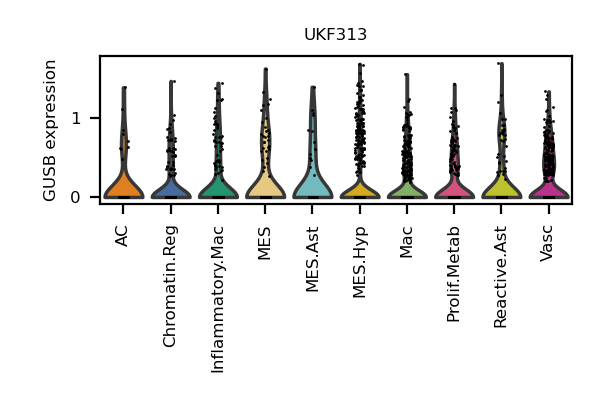 UKF313
GUSB expression
1
0
AC
Chromatin.Reg
Inflammatory.Mac
MES
MES.Ast
MES.Hyp
Mac
Prolif.Metab
Reactive.Ast
Vasc